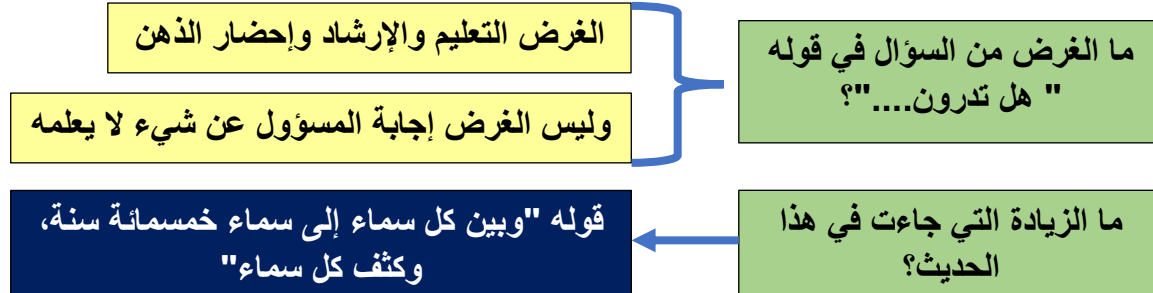 ما الغرض من السؤال في قوله
" هل تدرون...."؟
الغرض التعليم والإرشاد وإحضار الذهن
وليس الغرض إجابة المسؤول عن شيء لا يعلمه
ما الزيادة التي جاءت في هذا
الحديث؟
قوله "وبين كل سماء إلى سماء خمسمائة سنة،
وكثف كل سماء"